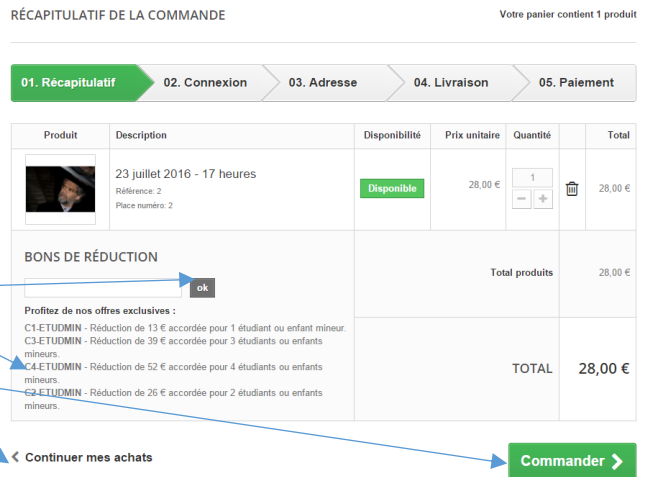 RÉCAPITULATIF DE LA COMMANDE
Votre panier contient 1 produit
01. Récapitulatif
02. Connexion
03. Adresse
04. Livraison
05. Paiement
Produit
Description
Disponibilité
Prix unitaire
Quantité
Total
23 juillet 2016 - 17 heures
Référence: 2
Place numéro: 2
Disponible
28,00 €
1
28,00 €
BONS DE RÉDUCTION
ok
Profitez de nos offres exclusives :
C1-ETUDMIN - Réduction de 13 € accordée pour 1 étudiant ou enfant mineur.
C3-ETUDMIN - Réduction de 39 € accordée pour 3 étudiants ou enfants
mineurs.
C4-ETUDMIN - Réduction de 52 € accordée pour 4 étudiants ou enfants
mineurs.
C2-ETUDMIN - Réduction de 26 € accordée pour 2 étudiants ou enfants
mineurs.
Total produits
28,00 €
TOTAL
28,00 €
Continuer mes achats
Commander